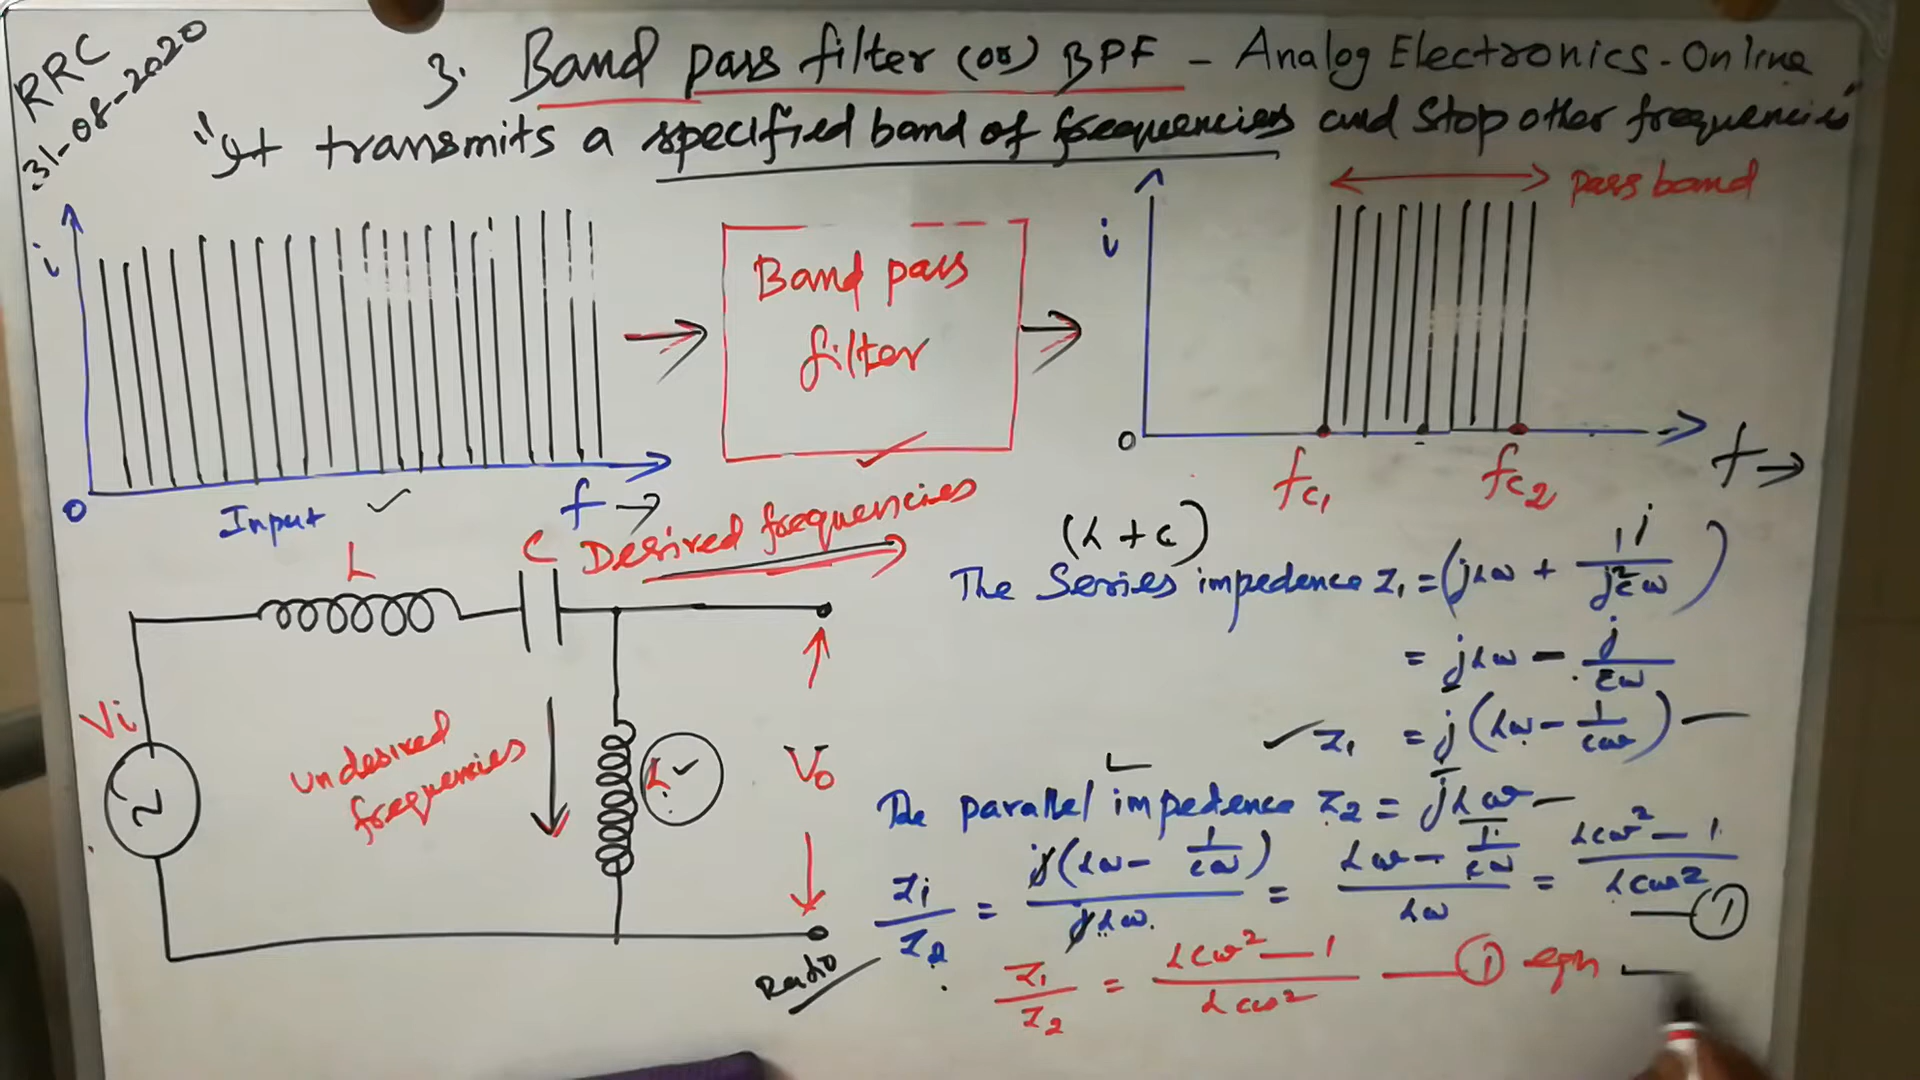 RRC
31-08-2020
3. Band pass filter (or) BPF - Analog Electronics - Online
"It transmits a specified band of frequencies and stop other frequencies"
i
0
Input ✓
f →
Band pass
filter
i
pass band
0
fc1
fc2
f →
L
C
Desired frequencies
Vi
undesired
frequencies
L ✓
V0
Radio
(L + C)
The Series impedence Z1 = (jLω + 1j/j²cω)
= jLω - j/cω
✓ Z1 = j(Lω - 1/cω) —
The parallel impedence Z2 = jLω —
Z1/Z2 = j(Lω - 1/cω)/jLω = Lω - 1/cω/Lω = Lcω² - 1/Lcω² — ①
Z1/Z2 = Lcω² - 1/Lcω² — ① eqn —